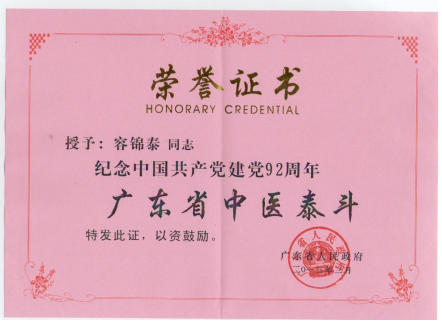 荣誉证书
HONORARY CREDENTIAL
授予：容锦泰 同志
纪念中国共产党建党92周年
广东省中医泰斗
特发此证，以资鼓励。
广东省人民政府